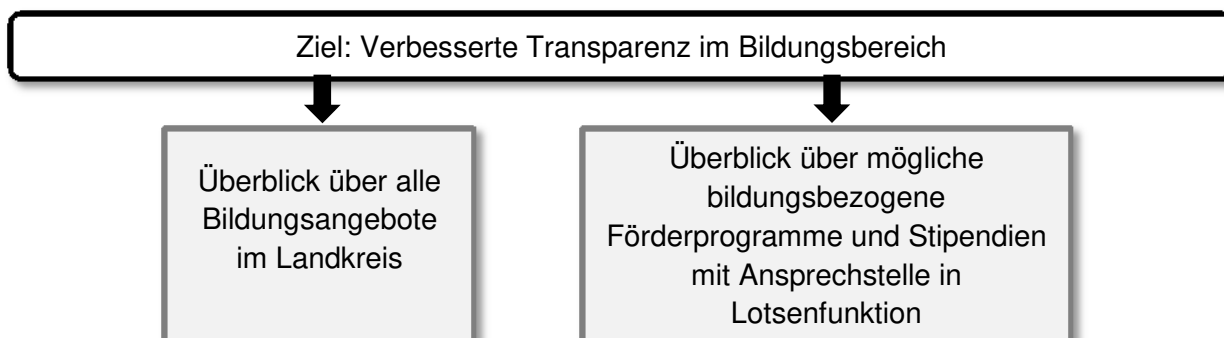 Ziel: Verbesserte Transparenz im Bildungsbereich
Überblick über alle
Bildungsangebote
im Landkreis
Überblick über mögliche
bildungsbezogene
Förderprogramme und Stipendien
mit Ansprechstelle in
Lotsenfunktion